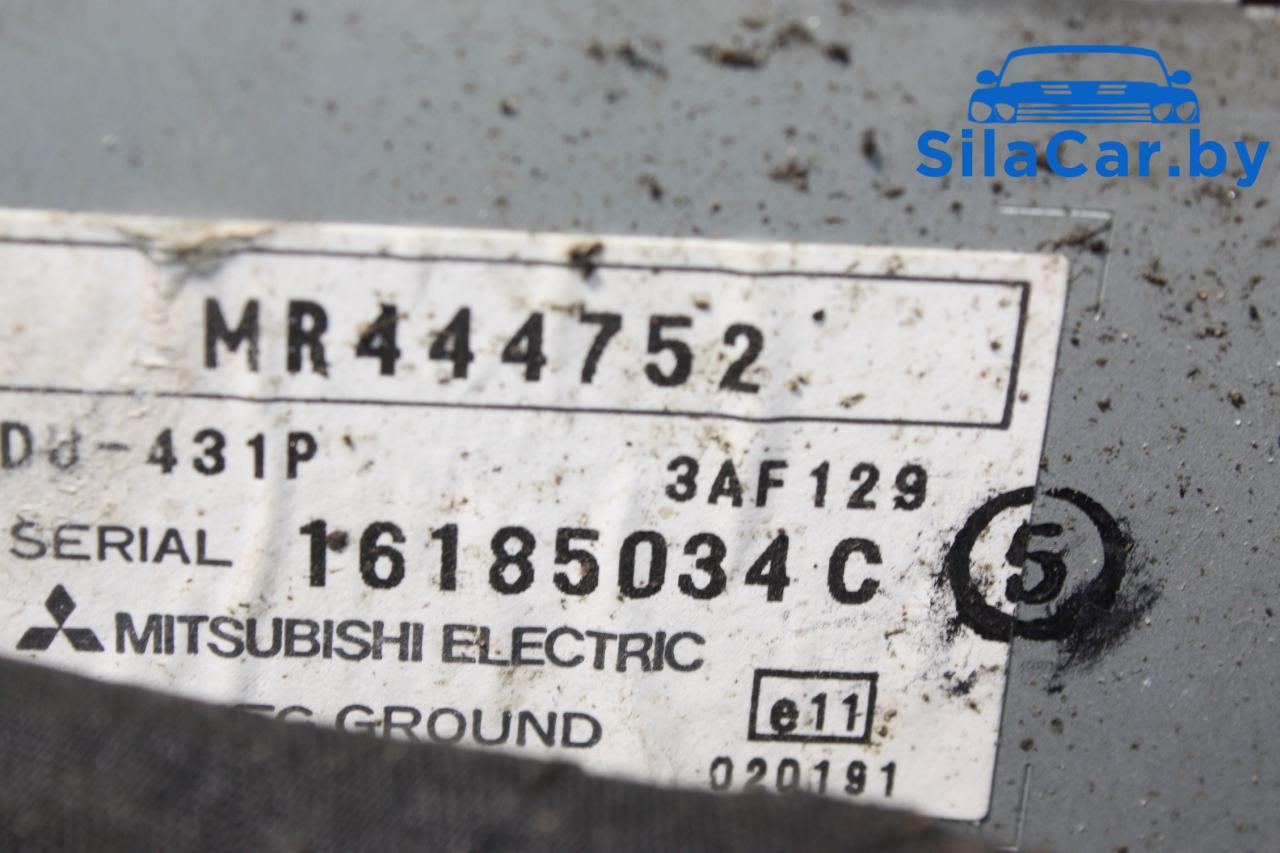 SilaCar.by
MR444752
-431P
3AF129
SERIAL 16185034C
5
MITSUBISHI ELECTRIC
GROUND
e11
020191